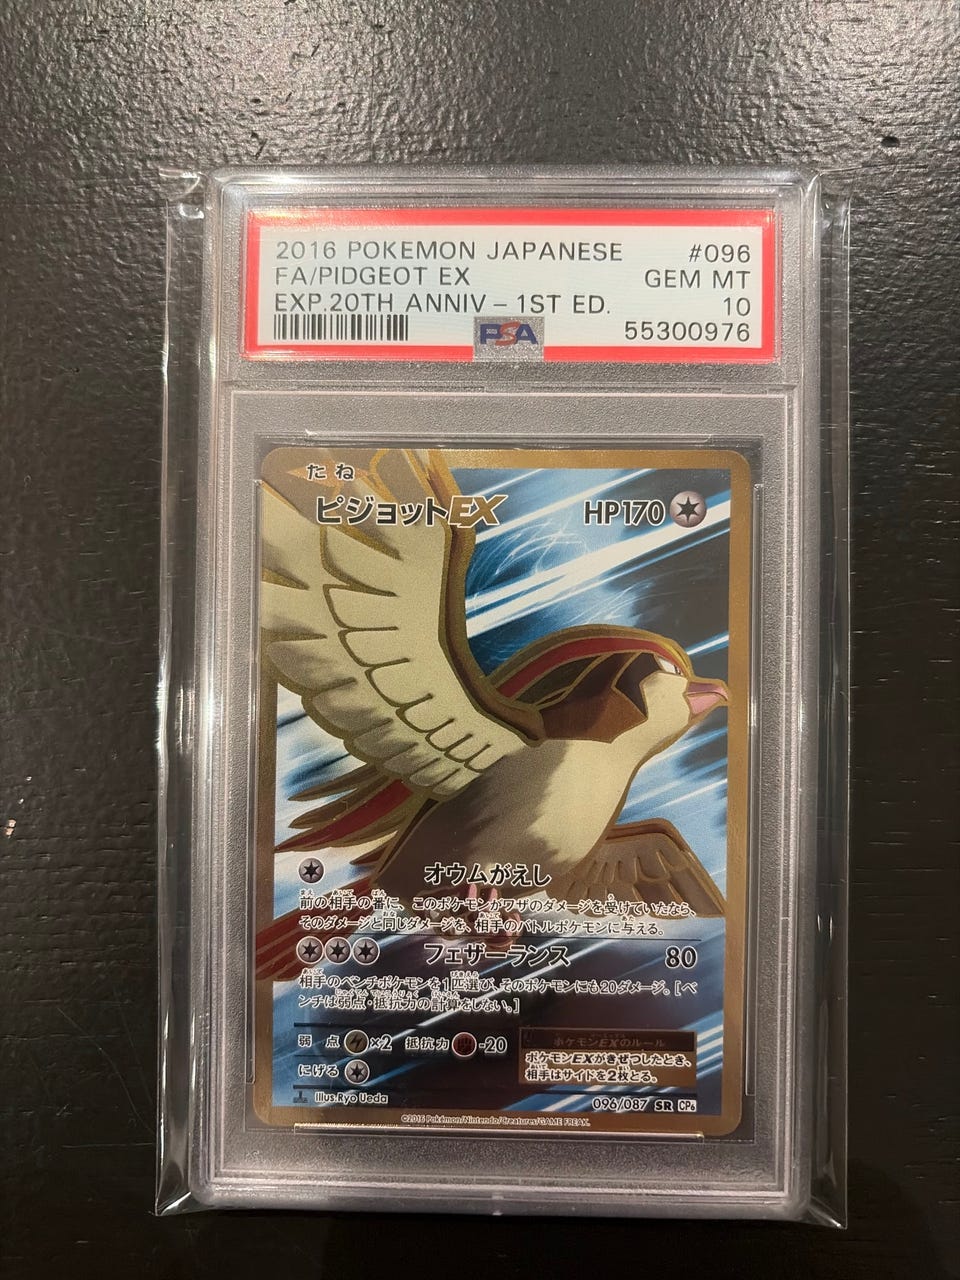 2016 POKEMON JAPANESE #096
FA/PIDGEOT EX GEM MT
EXP.20TH ANNIV - 1ST ED. 10
PSA 55300976
たね
ピジョットEX HP170
オウムがえし
前の相手の番に、このポケモンがワザのダメージを受けていたなら、
そのダメージと同じダメージを、相手のバトルポケモンに与える。
フェザーランス 80
相手のベンチポケモンを1匹選び、そのポケモンにも20ダメージ。[ベ
ンチは弱点・抵抗力の計算をしない。]
弱点 ×2 抵抗力 -20
ポケモンEXのルール
ポケモンEXがきぜつしたとき、
相手はサイドを2枚とる。
にげる
Illus.Ryo Ueda
096/087 SR CP6
©2016 Pokémon/Nintendo/Creatures/GAME FREAK.